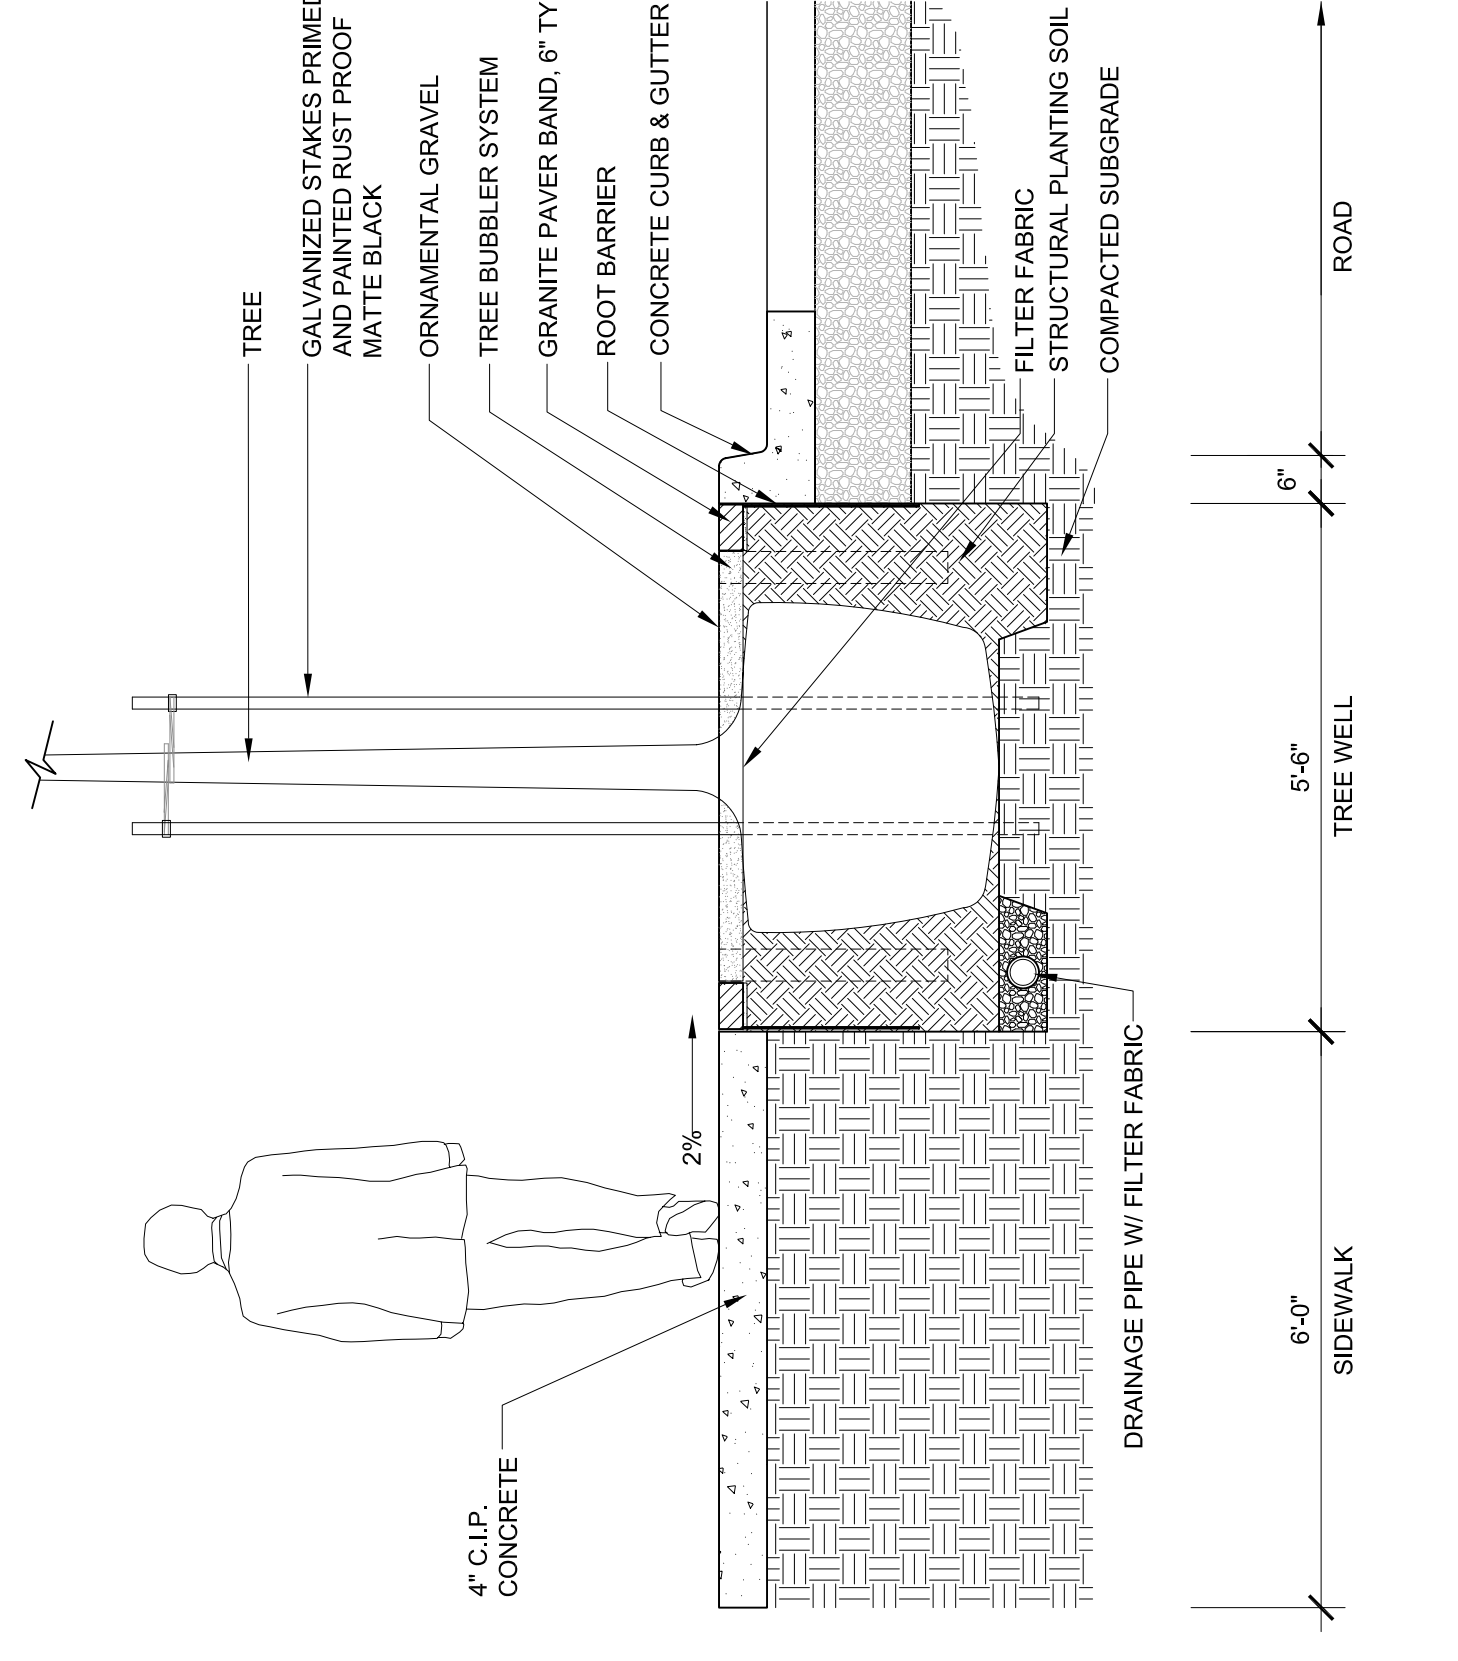 TREE
GALVANIZED STAKES PRIMED
AND PAINTED RUST PROOF
MATTE BLACK
ORNAMENTAL GRAVEL
TREE BUBBLER SYSTEM
GRANITE PAVER BAND, 6" TY
ROOT BARRIER
CONCRETE CURB & GUTTER
FILTER FABRIC
STRUCTURAL PLANTING SOIL
COMPACTED SUBGRADE
2%
4" C.I.P.
CONCRETE
DRAINAGE PIPE W/ FILTER FABRIC
6'-0"
SIDEWALK
5'-6"
TREE WELL
6"
ROAD